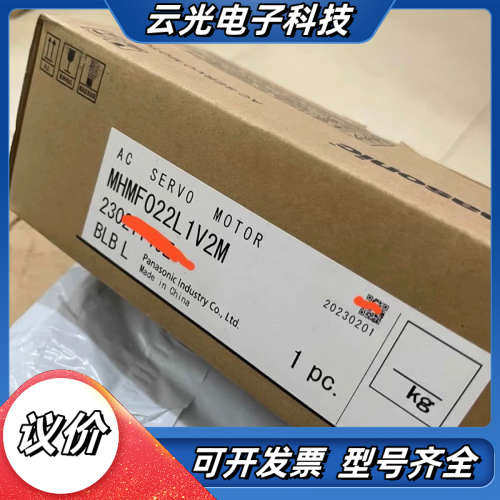 云光电子科技
AC SERVO MOTOR
MHMF022L1V2M
BLB L
Panasonic Industry Co., Ltd.
Made in China
20230201
1 pc.
kg
议价
可开发票 型号齐全